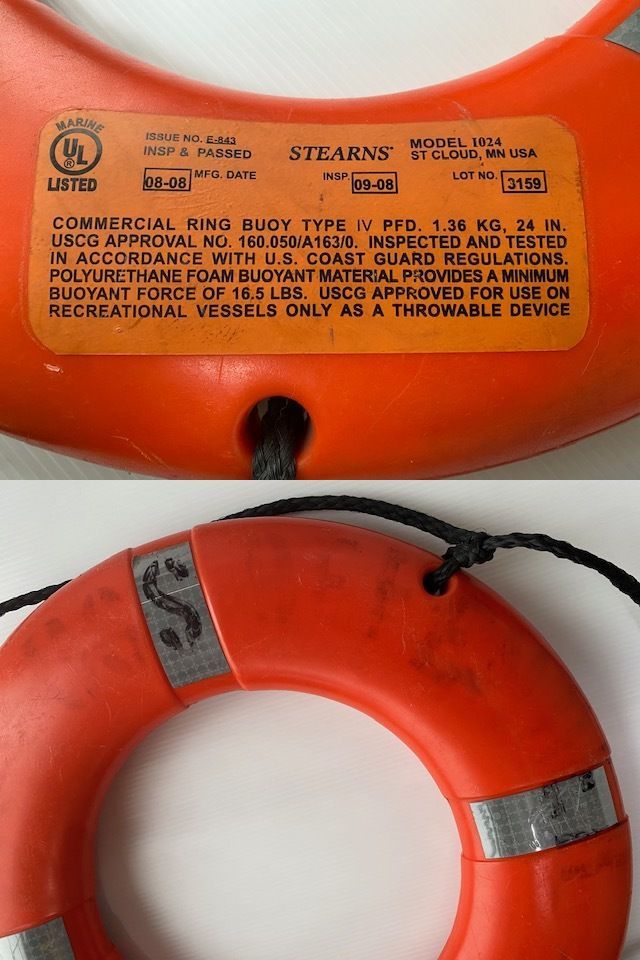 MARINE
UL
®
LISTED
ISSUE NO. E-843
INSP & PASSED
08-08 MFG. DATE
STEARNS®
INSP. 09-08
MODEL I024
ST CLOUD, MN USA
LOT NO. 3159
COMMERCIAL RING BUOY TYPE IV PFD. 1.36 KG, 24 IN.
USCG APPROVAL NO. 160.050/A163/0. INSPECTED AND TESTED
IN ACCORDANCE WITH U.S. COAST GUARD REGULATIONS.
POLYURETHANE FOAM BUOYANT MATERIAL PROVIDES A MINIMUM
BUOYANT FORCE OF 16.5 LBS. USCG APPROVED FOR USE ON
RECREATIONAL VESSELS ONLY AS A THROWABLE DEVICE